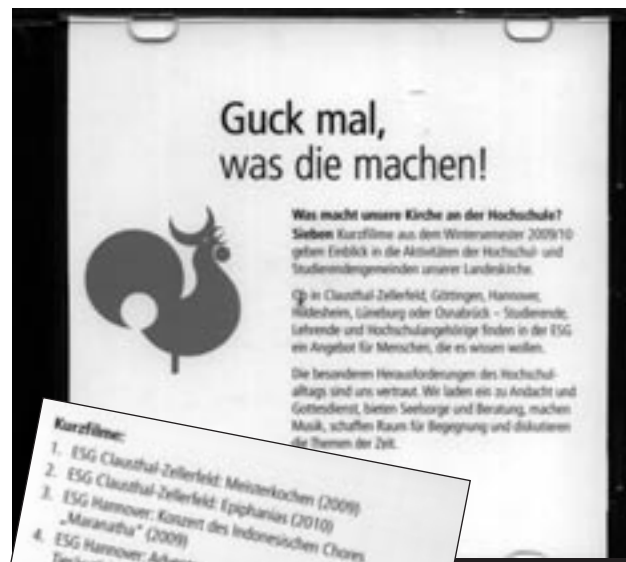 Guck mal,
was die machen!
Was macht unsere Kirche an der Hochschule?
Sieben Kurzfilme aus dem Wintersemester 2009/10
geben Einblick in die Aktivitäten der Hochschul- und
Studierendengemeinden unserer Landeskirche.
Ob in Clausthal-Zellerfeld, Göttingen, Hannover,
Hildesheim, Lüneburg oder Osnabrück – Studierende,
Lehrende und Hochschulangehörige finden in der ESG
ein Angebot für Menschen, die es wissen wollen.
Die besonderen Herausforderungen des Hochschul-
alltags sind uns vertraut. Wir laden ein zu Andacht und
Gottesdienst, bieten Seelsorge und Beratung, machen
Musik, schaffen Raum für Begegnung und diskutieren
die Themen der Zeit.
Kurzfilme:
1. ESG Clausthal-Zellerfeld: Meisterkochen (2009)
2. ESG Clausthal-Zellerfeld: Epiphanias (2010)
3. ESG Hannover: Konzert des Indonesischen Chores
„Maranatha“ (2009)
4. ESG Hannover: